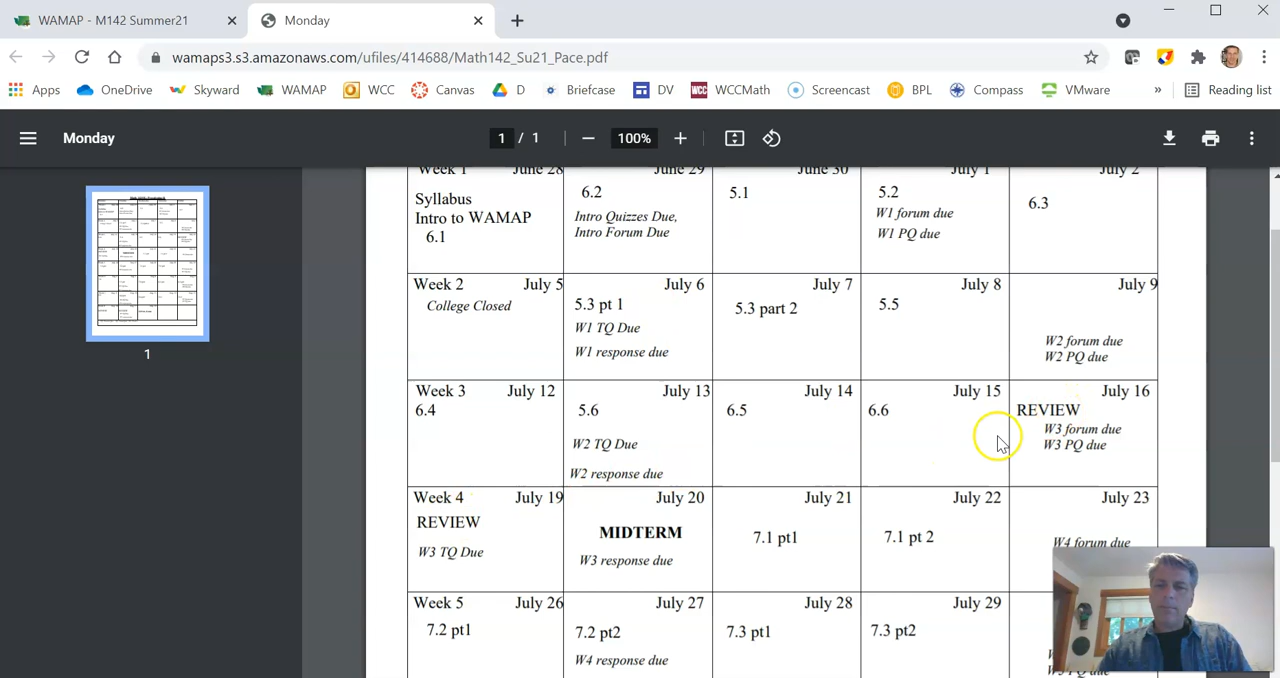 WAMAP - M142 Summer21
Monday
wamaps3.s3.amazonaws.com/ufiles/414688/Math142_Su21_Pace.pdf
Apps OneDrive Skyward WAMAP WCC Canvas D Briefcase DV WCCMath Screencast BPL Compass VMware » Reading list
Monday
1 / 1 100%
1
Week 1 June 28 June 29 June 30 July 1 July 2
Syllabus
Intro to WAMAP
6.1
6.2
Intro Quizzes Due,
Intro Forum Due
5.1
5.2
W1 forum due
W1 PQ due
6.3
Week 2 July 5
College Closed
July 6
5.3 pt 1
W1 TQ Due
W1 response due
July 7
5.3 part 2
July 8
5.5
July 9
W2 forum due
W2 PQ due
Week 3 July 12
6.4
July 13
5.6
W2 TQ Due
W2 response due
July 14
6.5
July 15
6.6
July 16
REVIEW
W3 forum due
W3 PQ due
Week 4 July 19
REVIEW
W3 TQ Due
July 20
MIDTERM
W3 response due
July 21
7.1 pt1
July 22
7.1 pt 2
July 23
W4 forum due
Week 5 July 26
7.2 pt1
July 27
7.2 pt2
W4 response due
July 28
7.3 pt1
July 29
7.3 pt2